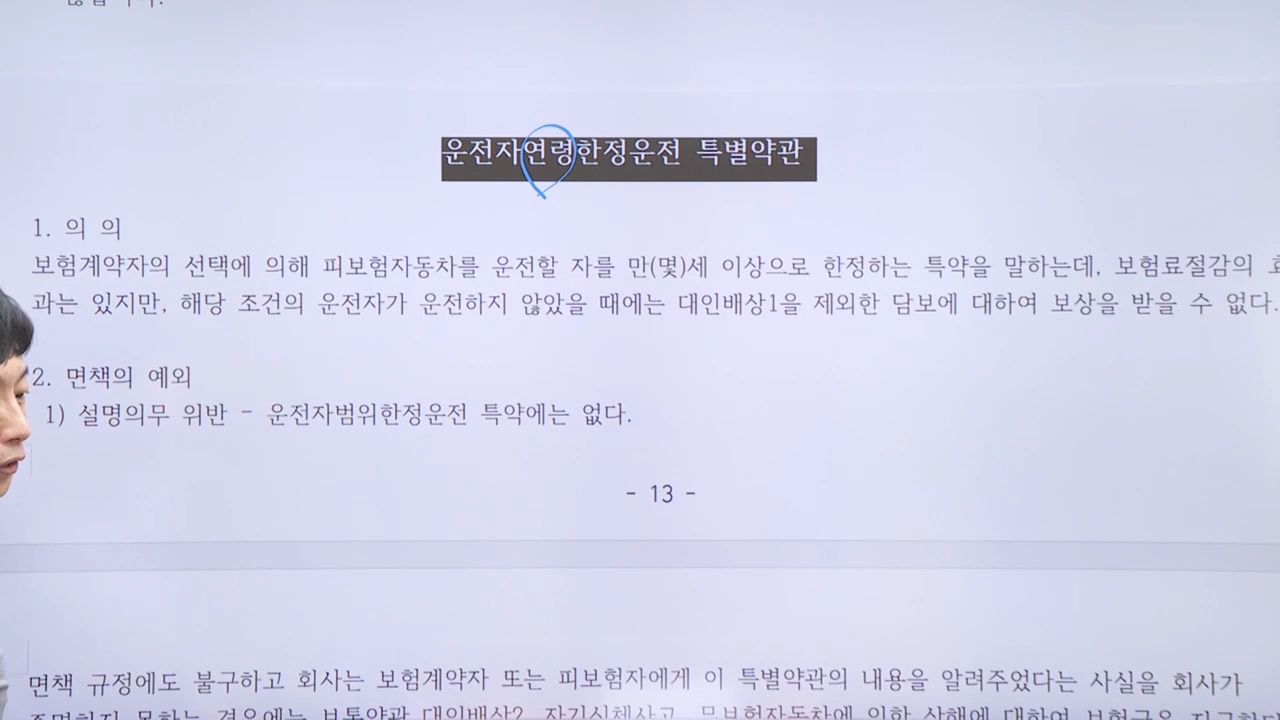 운전자연령한정운전 특별약관
1. 의 의
보험계약자의 선택에 의해 피보험자동차를 운전할 자를 만(몇)세 이상으로 한정하는 특약을 말하는데, 보험료절감의
과는 있지만, 해당 조건의 운전자가 운전하지 않았을 때에는 대인배상1을 제외한 담보에 대하여 보상을 받을 수 없다.
2. 면책의 예외
1) 설명의무 위반 - 운전자범위한정운전 특약에는 없다.
- 13 -
면책 규정에도 불구하고 회사는 보험계약자 또는 피보험자에게 이 특별약관의 내용을 알려주었다는 사실을 회사가